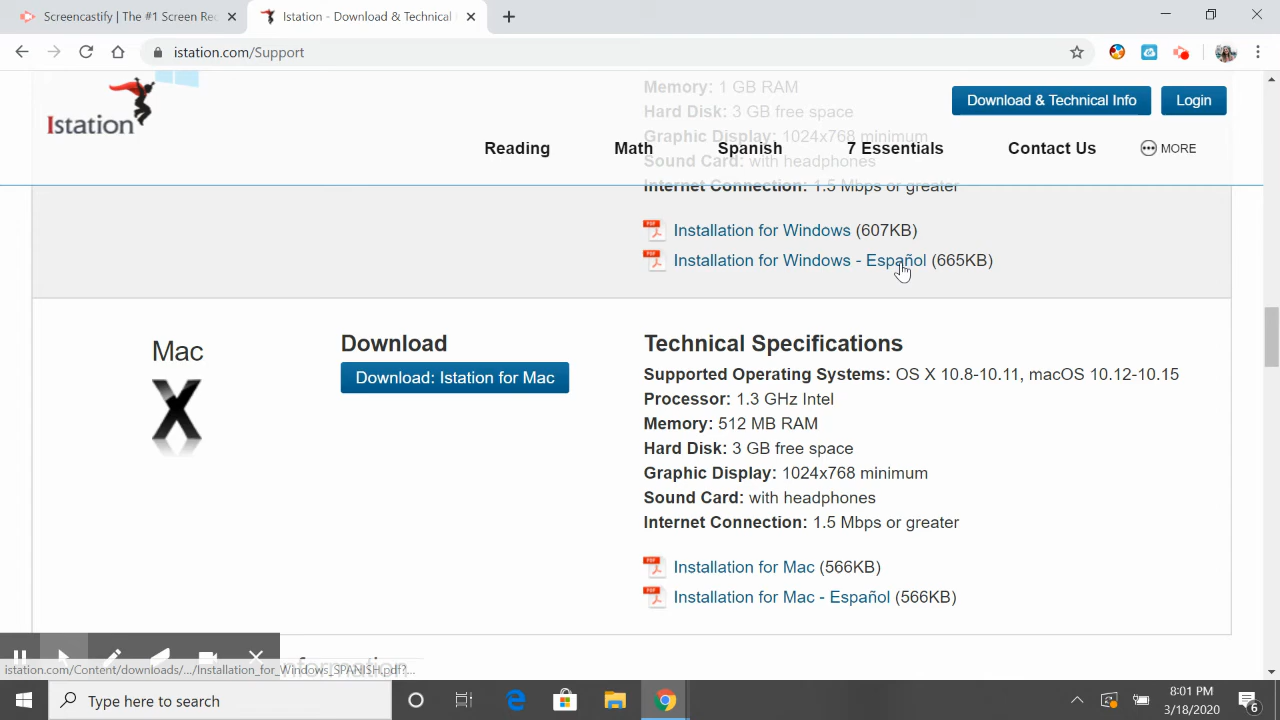 Screencastify | The #1 Screen Rec
Istation - Download & Technical
istation.com/Support
Istation
Memory: 1 GB RAM
Hard Disk: 3 GB free space
Graphic Display: 1024x768 minimum
Sound Card: with headphones
Internet Connection: 1.5 Mbps or greater
Download & Technical Info
Login
Reading
Math
Spanish
7 Essentials
Contact Us
MORE
Installation for Windows (607KB)
Installation for Windows - Español (665KB)
Mac
X
Download
Download: Istation for Mac
Technical Specifications
Supported Operating Systems: OS X 10.8-10.11, macOS 10.12-10.15
Processor: 1.3 GHz Intel
Memory: 512 MB RAM
Hard Disk: 3 GB free space
Graphic Display: 1024x768 minimum
Sound Card: with headphones
Internet Connection: 1.5 Mbps or greater
Installation for Mac (566KB)
Installation for Mac - Español (566KB)
istation.com/Content/downloads/.../Installation_for_Windows_SPANISH.pdf?...
Type here to search
8:01 PM
3/18/2020
6